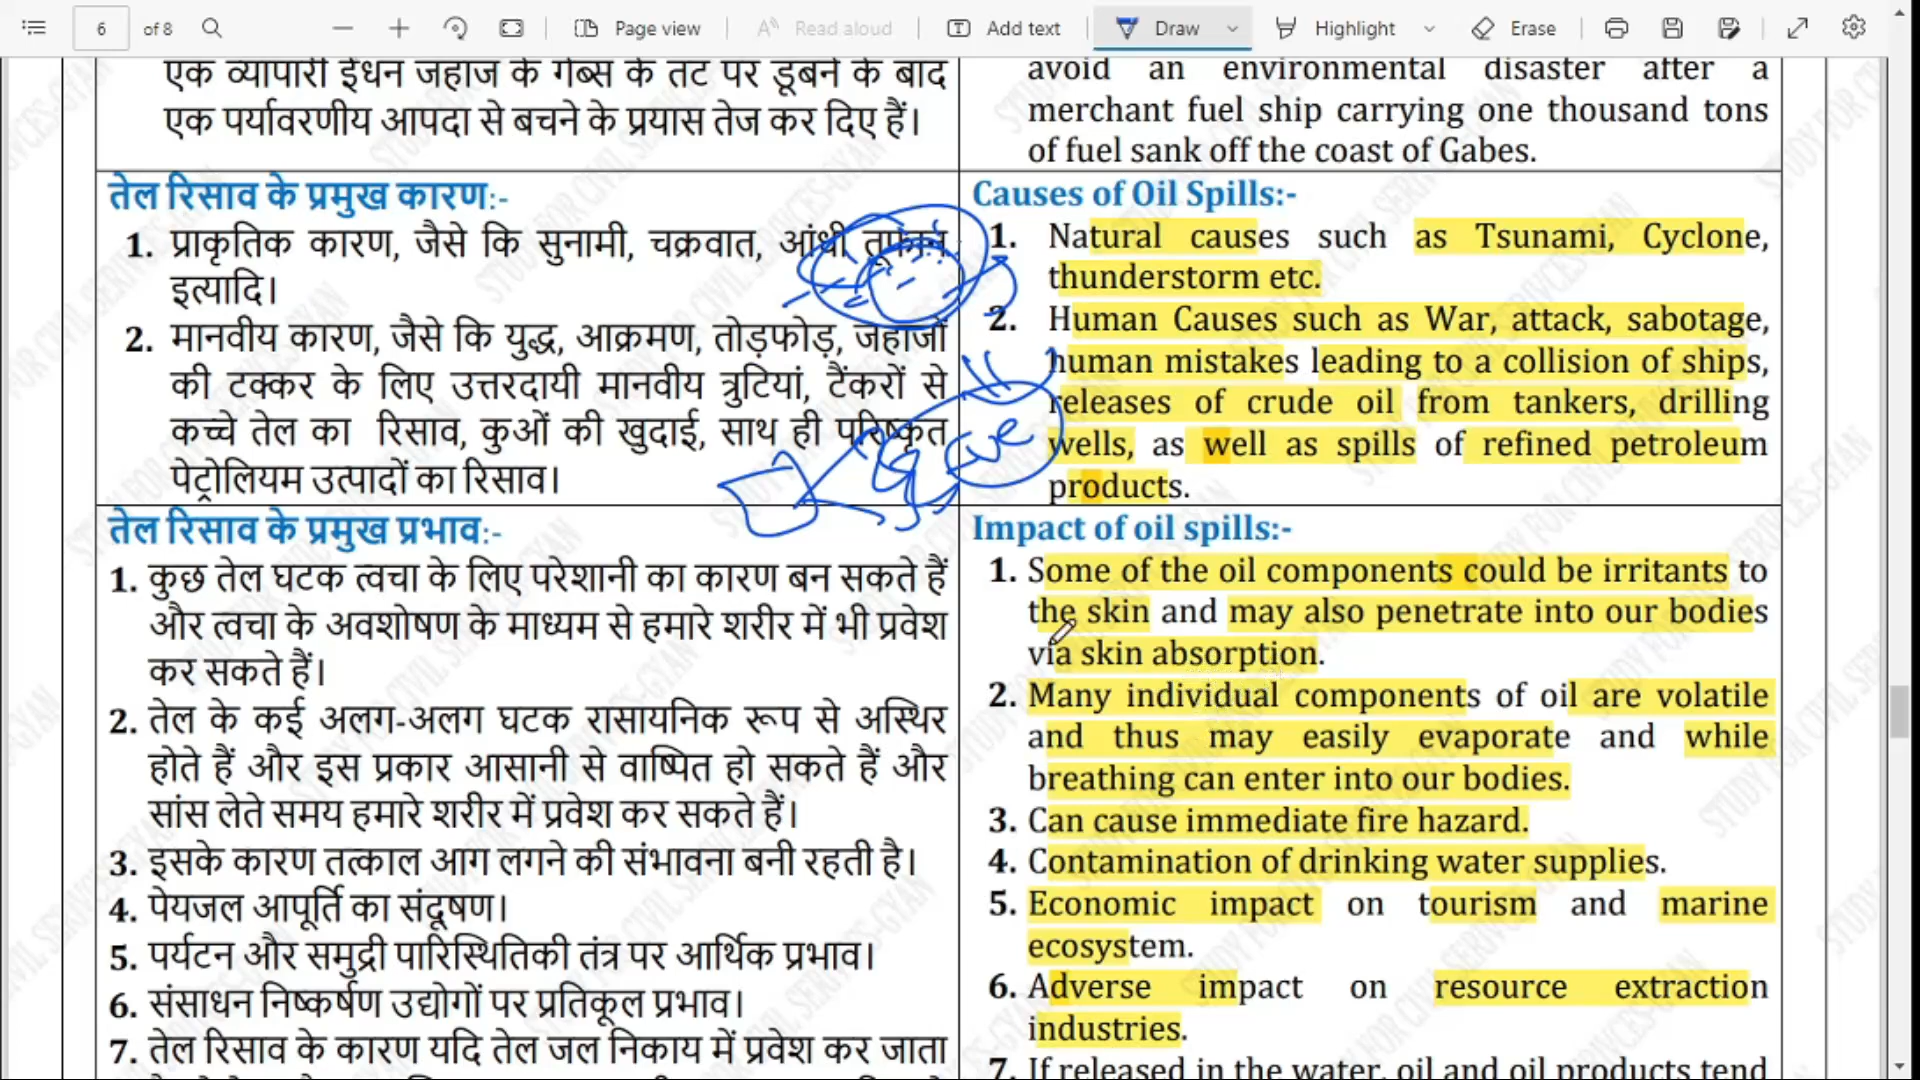 6 of 8
Page view
Read aloud
Add text
Draw
Highlight
Erase
एक व्यापारी ईंधन जहाज के गेब्स के तट पर डूबने के बाद
एक पर्यावरणीय आपदा से बचने के प्रयास तेज कर दिए हैं।
avoid an environmental disaster after a
merchant fuel ship carrying one thousand tons
of fuel sank off the coast of Gabes.
तेल रिसाव के प्रमुख कारण:-
1. प्राकृतिक कारण, जैसे कि सुनामी, चक्रवात, आंधी तूफान
इत्यादि।
2. मानवीय कारण, जैसे कि युद्ध, आक्रमण, तोड़फोड़, जहाजों
की टक्कर के लिए उत्तरदायी मानवीय त्रुटियां, टैंकरों से
कच्चे तेल का रिसाव, कुओं की खुदाई, साथ ही परिष्कृत
पेट्रोलियम उत्पादों का रिसाव।
Causes of Oil Spills:-
1. Natural causes such as Tsunami, Cyclone,
thunderstorm etc.
2. Human Causes such as War, attack, sabotage,
human mistakes leading to a collision of ships,
releases of crude oil from tankers, drilling
wells, as well as spills of refined petroleum
products.
तेल रिसाव के प्रमुख प्रभाव:-
1. कुछ तेल घटक त्वचा के लिए परेशानी का कारण बन सकते हैं
और त्वचा के अवशोषण के माध्यम से हमारे शरीर में भी प्रवेश
कर सकते हैं।
2. तेल के कई अलग-अलग घटक रासायनिक रूप से अस्थिर
होते हैं और इस प्रकार आसानी से वाष्पित हो सकते हैं और
सांस लेते समय हमारे शरीर में प्रवेश कर सकते हैं।
3. इसके कारण तत्काल आग लगने की संभावना बनी रहती है।
4. पेयजल आपूर्ति का संदूषण।
5. पर्यटन और समुद्री पारिस्थितिकी तंत्र पर आर्थिक प्रभाव।
6. संसाधन निष्कर्षण उद्योगों पर प्रतिकूल प्रभाव।
7. तेल रिसाव के कारण यदि तेल जल निकाय में प्रवेश कर जाता
Impact of oil spills:-
1. Some of the oil components could be irritants to
the skin and may also penetrate into our bodies
via skin absorption.
2. Many individual components of oil are volatile
and thus may easily evaporate and while
breathing can enter into our bodies.
3. Can cause immediate fire hazard.
4. Contamination of drinking water supplies.
5. Economic impact on tourism and marine
ecosystem.
6. Adverse impact on resource extraction
industries.
7. If released in the water, oil and oil products tend